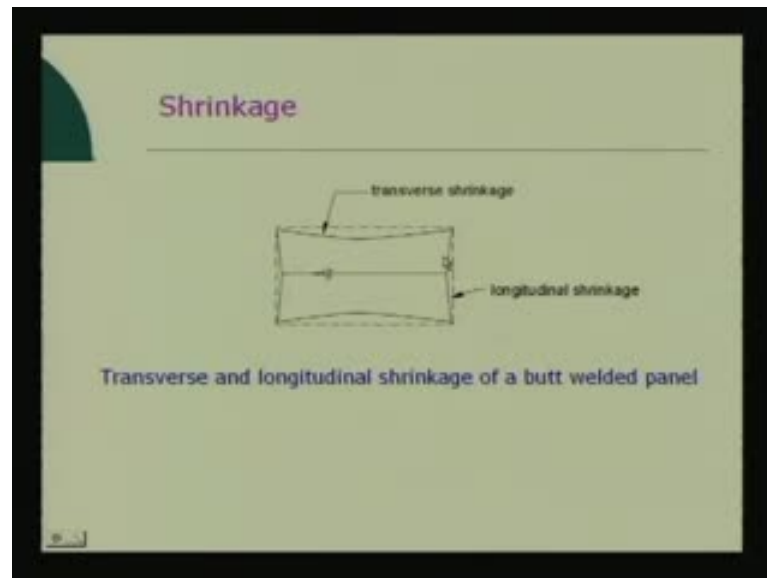 Shrinkage
transverse shrinkage
longitudinal shrinkage
Transverse and longitudinal shrinkage of a butt welded panel